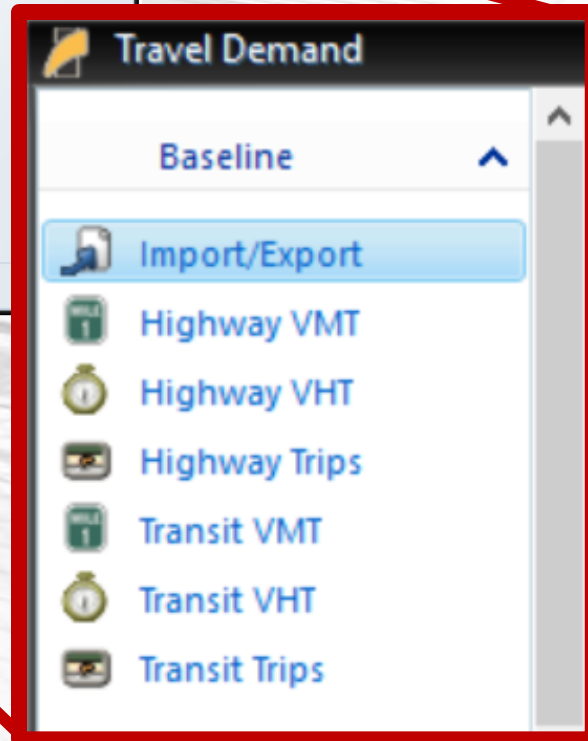 Travel Demand
Baseline
Import/Export
Highway VMT
Highway VHT
Highway Trips
Transit VMT
Transit VHT
Transit Trips